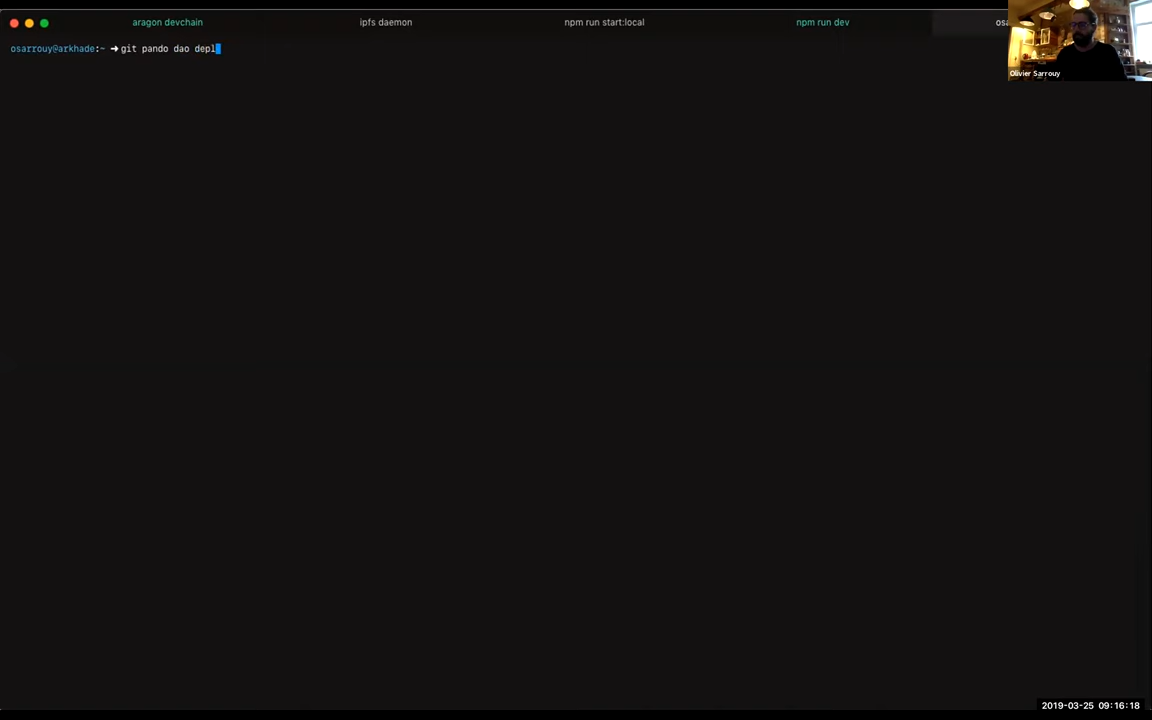 aragon devchain
ipfs daemon
npm run start:local
npm run dev
osa
osarrouy@arkhade:~ ➜ git pando dao depl
Olivier Sarrouy
2019-03-25 09:16:18